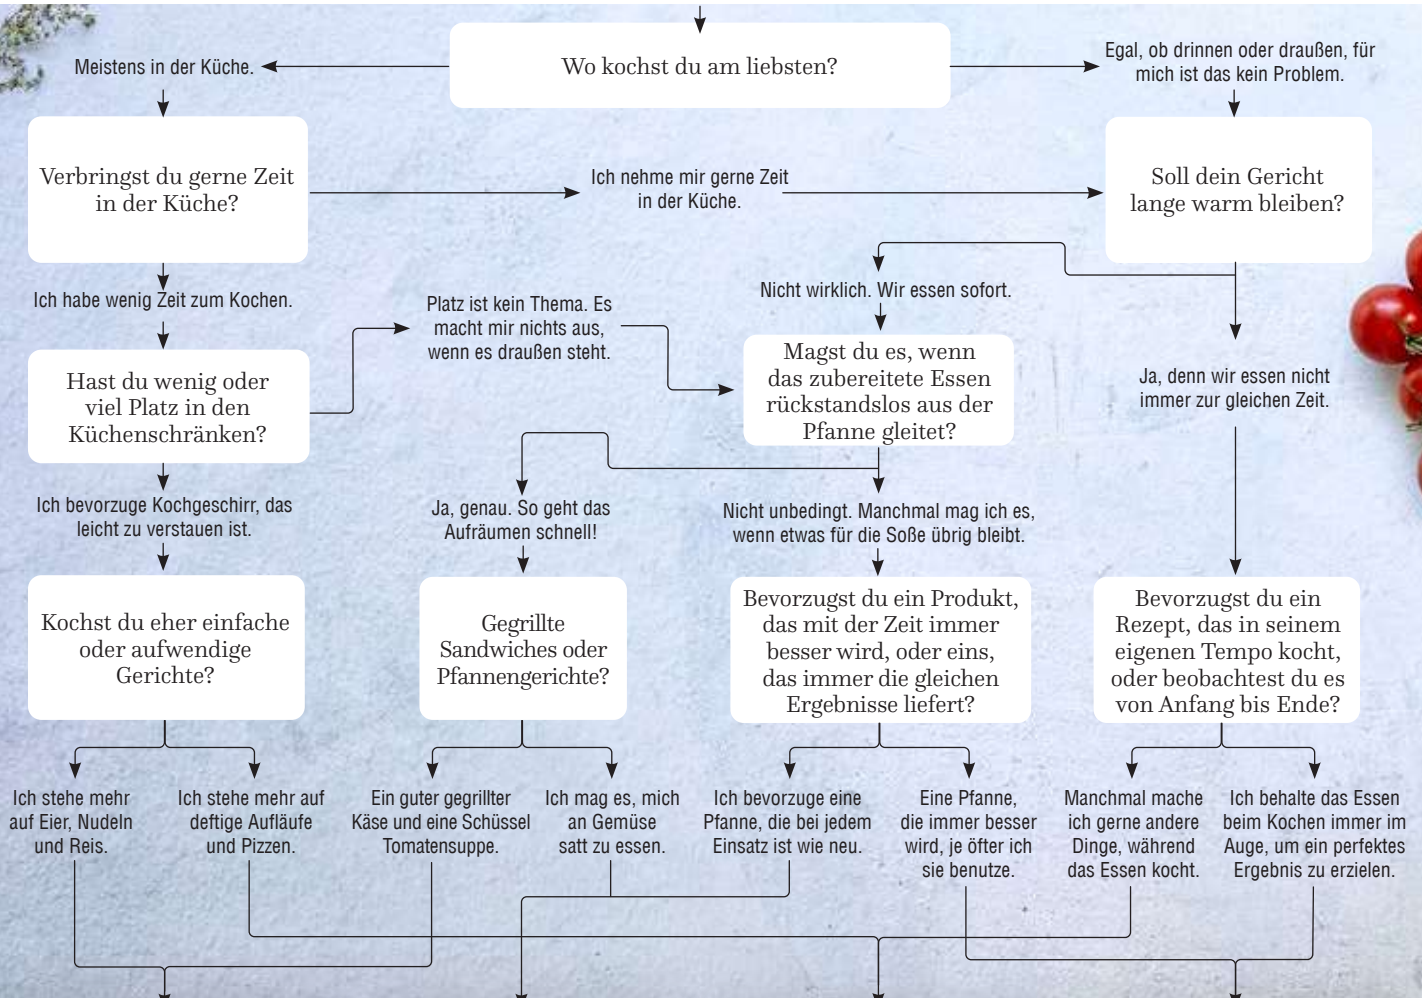 Wo kochst du am liebsten?
Meistens in der Küche.
Egal, ob drinnen oder draußen, für
mich ist das kein Problem.
Verbringst du gerne Zeit
in der Küche?
Ich nehme mir gerne Zeit
in der Küche.
Soll dein Gericht
lange warm bleiben?
Ich habe wenig Zeit zum Kochen.
Platz ist kein Thema. Es
macht mir nichts aus,
wenn es draußen steht.
Nicht wirklich. Wir essen sofort.
Hast du wenig oder
viel Platz in den
Küchenschränken?
Magst du es, wenn
das zubereitete Essen
rückstandslos aus der
Pfanne gleitet?
Ja, denn wir essen nicht
immer zur gleichen Zeit.
Ich bevorzuge Kochgeschirr, das
leicht zu verstauen ist.
Ja, genau. So geht das
Aufräumen schnell!
Nicht unbedingt. Manchmal mag ich es,
wenn etwas für die Soße übrig bleibt.
Kochst du eher einfache
oder aufwendige
Gerichte?
Gegrillte
Sandwiches oder
Pfannengerichte?
Bevorzugst du ein Produkt,
das mit der Zeit immer
besser wird, oder eins,
das immer die gleichen
Ergebnisse liefert?
Bevorzugst du ein
Rezept, das in seinem
eigenen Tempo kocht,
oder beobachtest du es
von Anfang bis Ende?
Ich stehe mehr
auf Eier, Nudeln
und Reis.
Ich stehe mehr auf
deftige Aufläufe
und Pizzen.
Ein guter gegrillter
Käse und eine Schüssel
Tomatensuppe.
Ich mag es, mich
an Gemüse
satt zu essen.
Ich bevorzuge eine
Pfanne, die bei jedem
Einsatz ist wie neu.
Eine Pfanne,
die immer besser
wird, je öfter ich
sie benutze.
Manchmal mache
ich gerne andere
Dinge, während
das Essen kocht.
Ich behalte das Essen
beim Kochen immer im
Auge, um ein perfektes
Ergebnis zu erzielen.